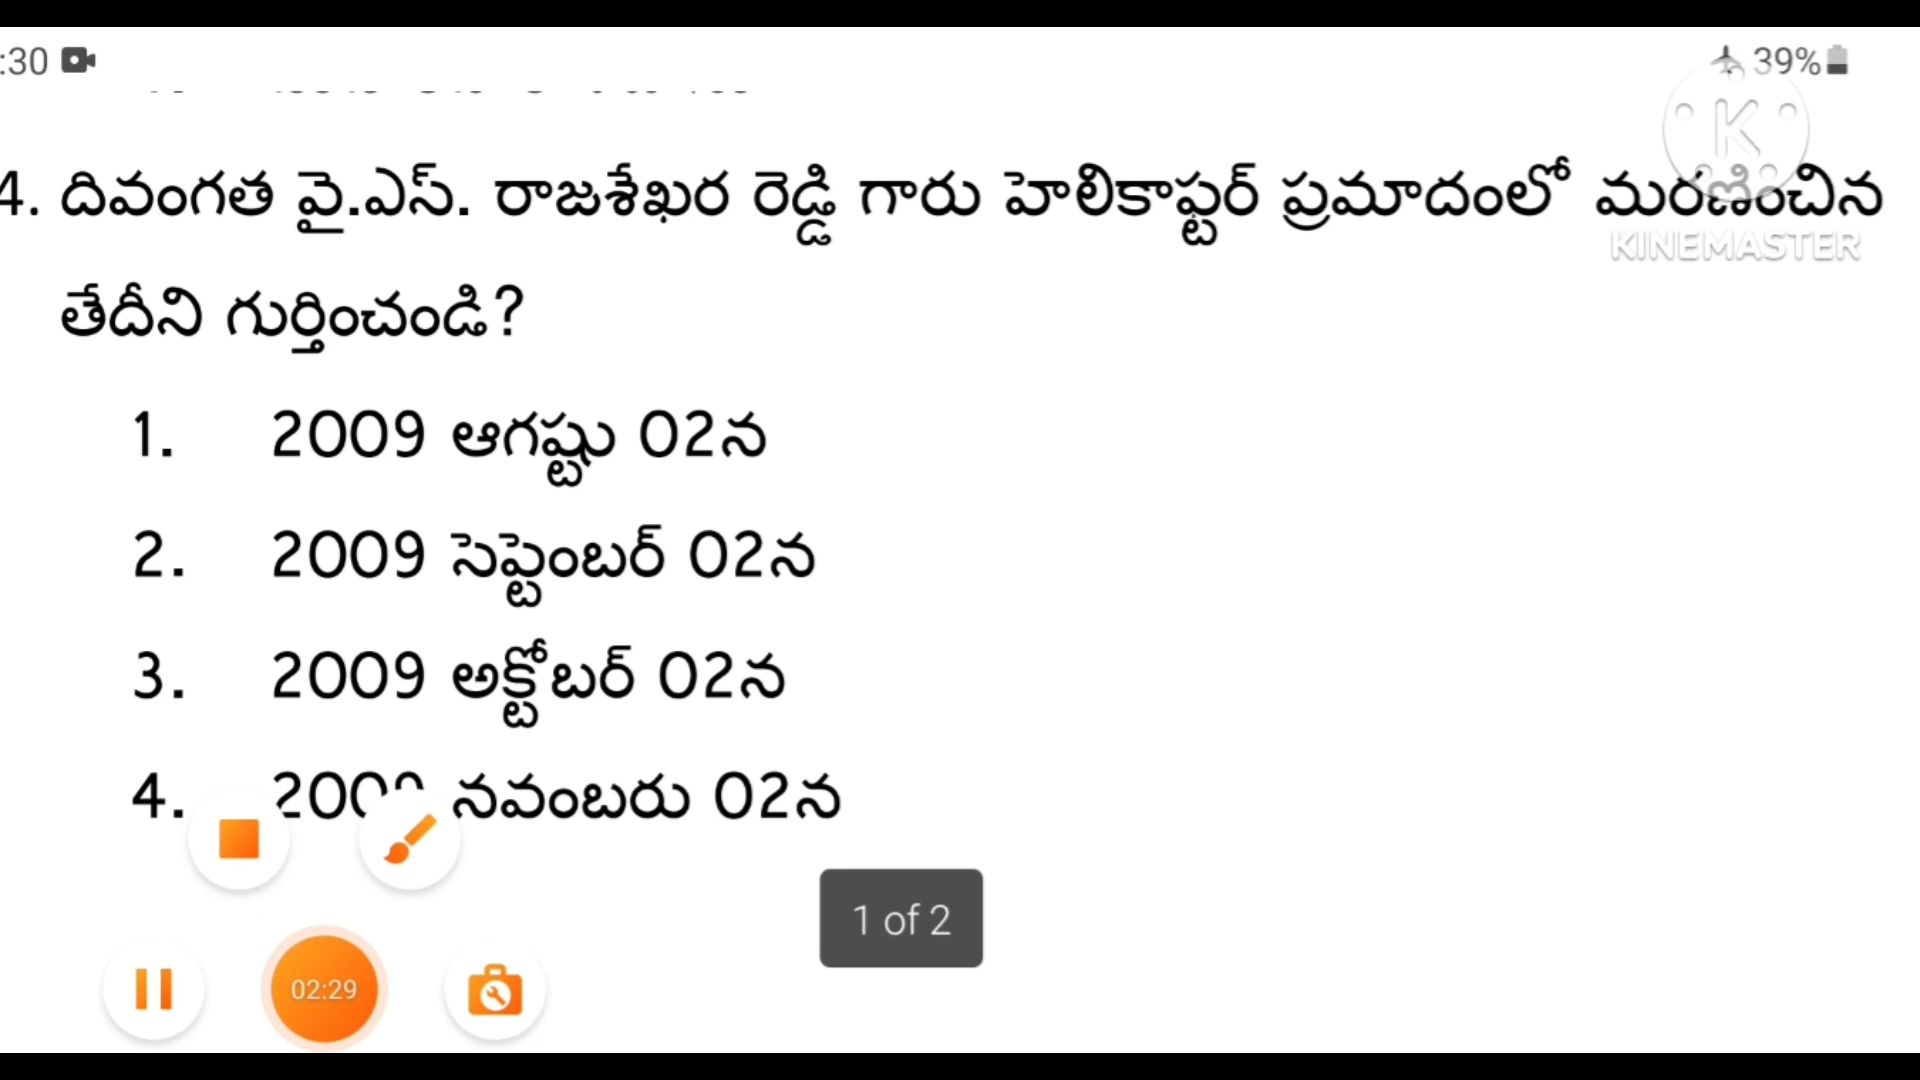 :30
39%
4. దివంగత వై.ఎస్. రాజశేఖర రెడ్డి గారు హెలికాఫ్టర్ ప్రమాదంలో మరణించిన
KINEMASTER
తేదీని గుర్తించండి?
1. 2009 ఆగష్టు 02న
2. 2009 సెప్టెంబర్ 02న
3. 2009 అక్టోబర్ 02న
4. 2009 నవంబరు 02న
1 of 2
02:29